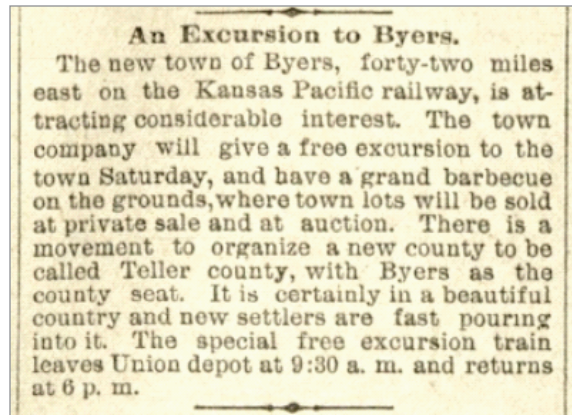 An Excursion to Byers.
The new town of Byers, forty-two miles
east on the Kansas Pacific railway, is at-
tracting considerable interest. The town
company will give a free excursion to the
town Saturday, and have a grand barbecue
on the grounds, where town lots will be sold
at private sale and at auction. There is a
movement to organize a new county to be
called Teller county, with Byers as the
county seat. It is certainly in a beautiful
country and new settlers are fast pouring
into it. The special free excursion train
leaves Union depot at 9:30 a. m. and returns
at 6 p. m.